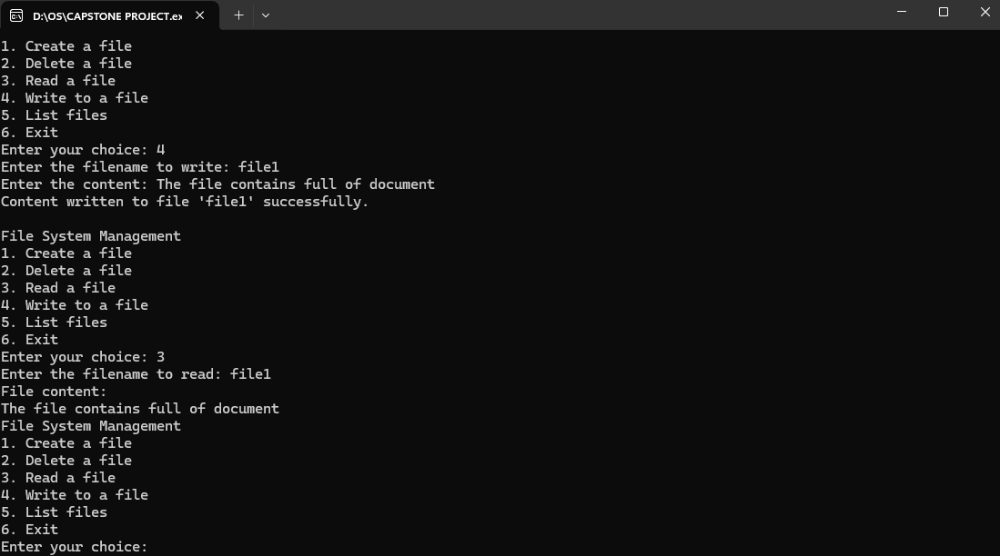 D:\OS\CAPSTONE PROJECT.ex
1. Create a file
2. Delete a file
3. Read a file
4. Write to a file
5. List files
6. Exit
Enter your choice: 4
Enter the filename to write: file1
Enter the content: The file contains full of document
Content written to file 'file1' successfully.

File System Management
1. Create a file
2. Delete a file
3. Read a file
4. Write to a file
5. List files
6. Exit
Enter your choice: 3
Enter the filename to read: file1
File content:
The file contains full of document
File System Management
1. Create a file
2. Delete a file
3. Read a file
4. Write to a file
5. List files
6. Exit
Enter your choice: